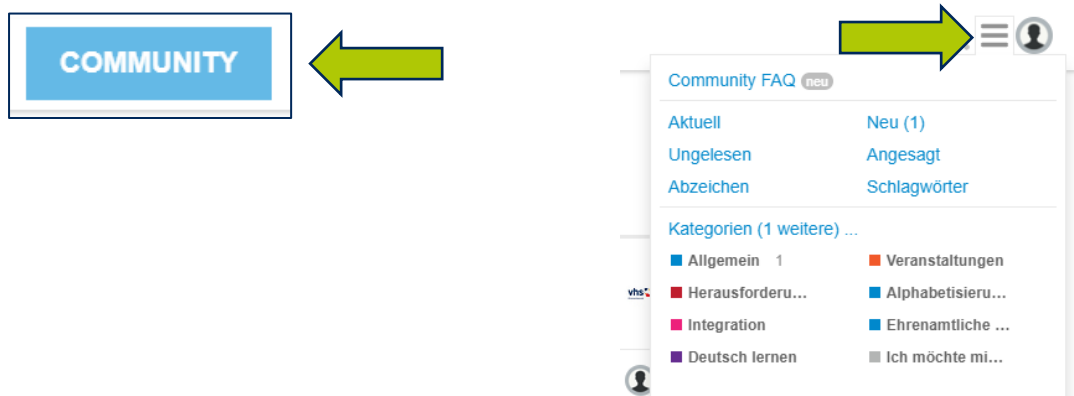 COMMUNITY
Community FAQ neu
Aktuell Neu (1)
Ungelesen Angesagt
Abzeichen Schlagwörter
Kategorien (1 weitere) ...
Allgemein 1 Veranstaltungen
Herausforderu... Alphabetisieru...
Integration Ehrenamtliche ...
Deutsch lernen Ich möchte mi...
vhs